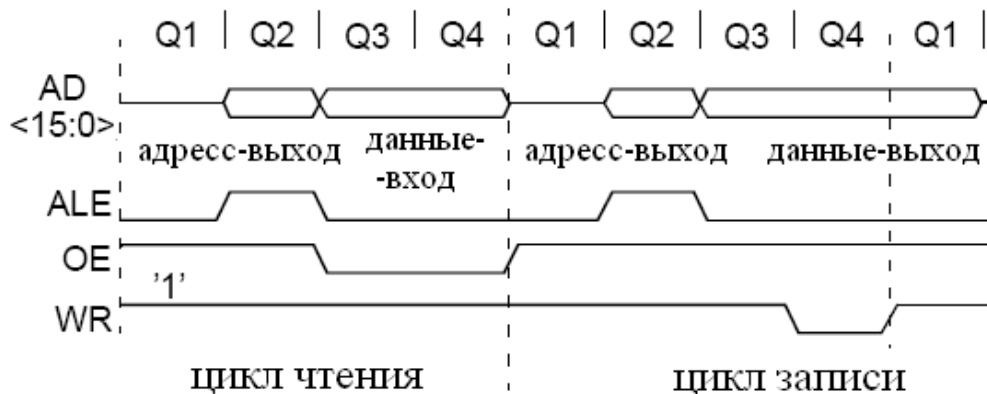 Q1 | Q2 | Q3 | Q4 Q1 | Q2 | Q3 | Q4 | Q1
AD
<15:0>
адресс-выход данные- адресс-выход данные-выход
-вход
ALE
OE
'1'
WR
цикл чтения цикл записи